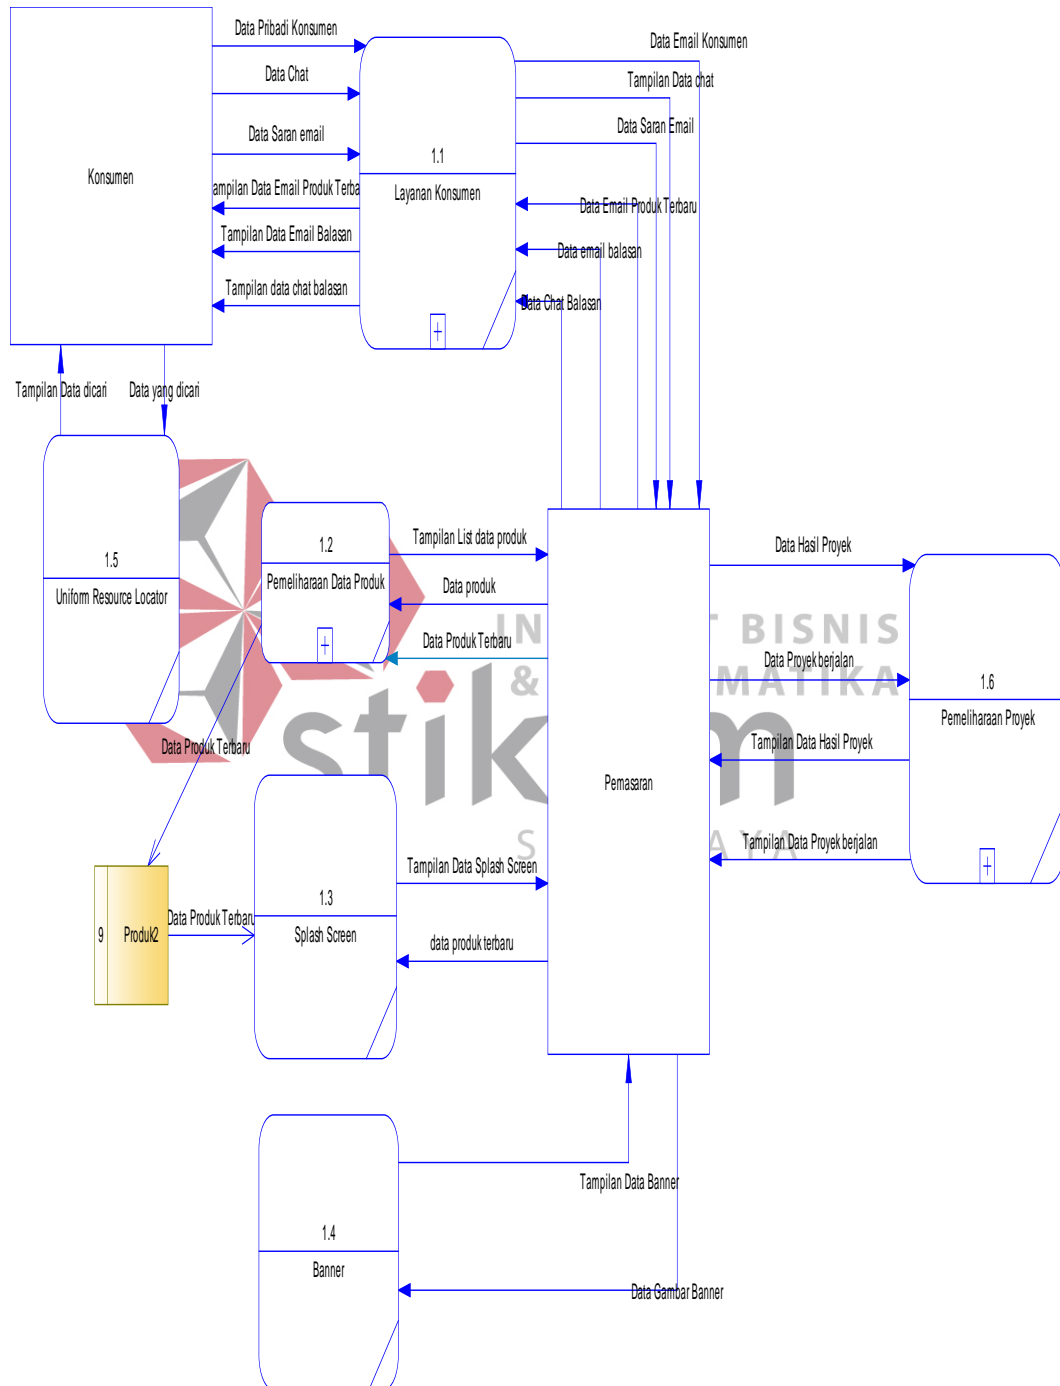 Data Pribadi Konsumen
Data Email Konsumen
Data Chat
Tampilan Data chat
Data Saran email
Data Saran Email
1.1
Konsumen
Layanan Konsumen
ampilan Data Email Produk Terba
Data Email Produk Terbaru
Tampilan Data Email Balasan
Data email balasan
Tampilan data chat balasan
Data Chat Balasan
Tampilan Data dicari
Data yang dicari
1.5
Uniform Resource Locator
1.2
Pemeliharaan Data Produk
Tampilan List data produk
Data produk
Data Produk Terbaru
Data Hasil Proyek
Data Proyek berjalan
1.6
Pemeliharaan Proyek
Tampilan Data Hasil Proyek
Tampilan Data Proyek berjalan
Pemasaran
Data Produk Terbaru
9 Produk2
Data Produk Terbaru
1.3
Splash Screen
Tampilan Data Splash Screen
data produk terbaru
1.4
Banner
Tampilan Data Banner
Data Gambar Banner
IN T BISNIS
& MATIKA
stik m
S AYA